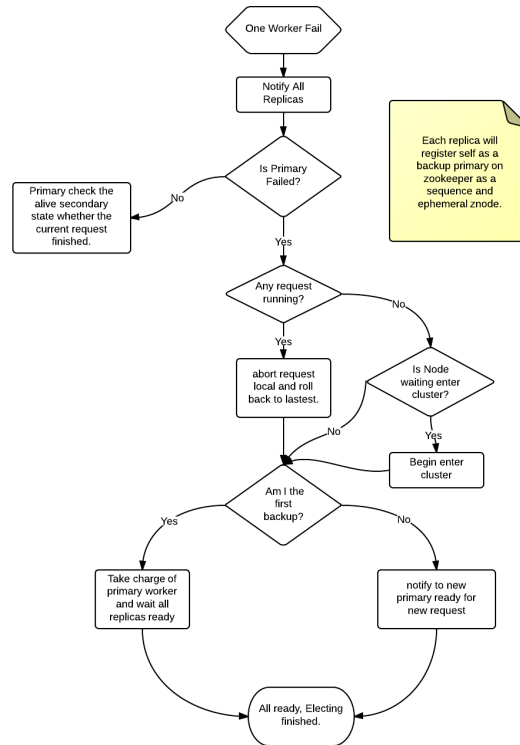 One Worker Fail
Notify All
Replicas
Each replica will
register self as a
backup primary on
zookeeper as a
sequence and
ephemeral znode.
Is Primary
Failed?
No
Primary check the
alive secondary
state whether the
current request
finished.
Yes
Any request
running?
No
Yes
abort request
local and roll
back to lastest.
Is Node
waiting enter
cluster?
No
Yes
Begin enter
cluster
Am I the
first
backup?
Yes
No
Take charge of
primary worker
and wait all
replicas ready
notify to new
primary ready for
new request
All ready, Electing
finished.